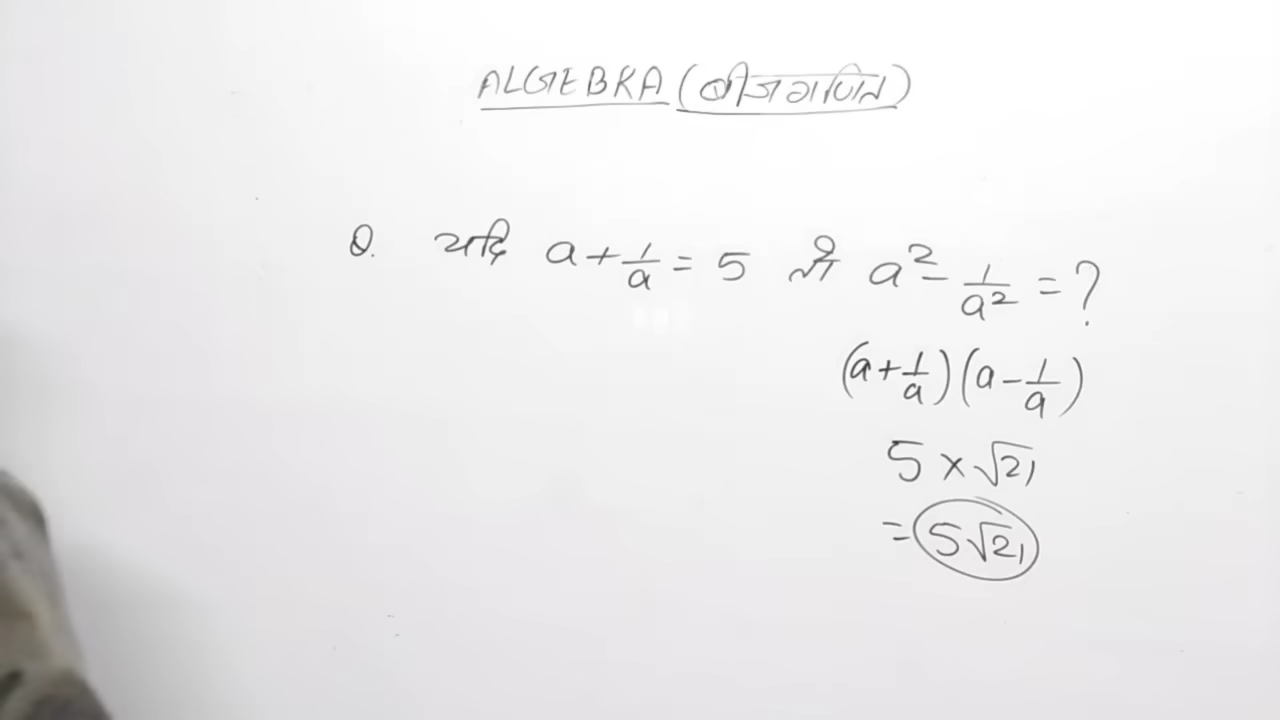 ALGEBRA (बीजगणित)
Q. यदि a + 1/a = 5 तो a² - 1/a² = ?
(a + 1/a)(a - 1/a)
5 × √21
= 5√21